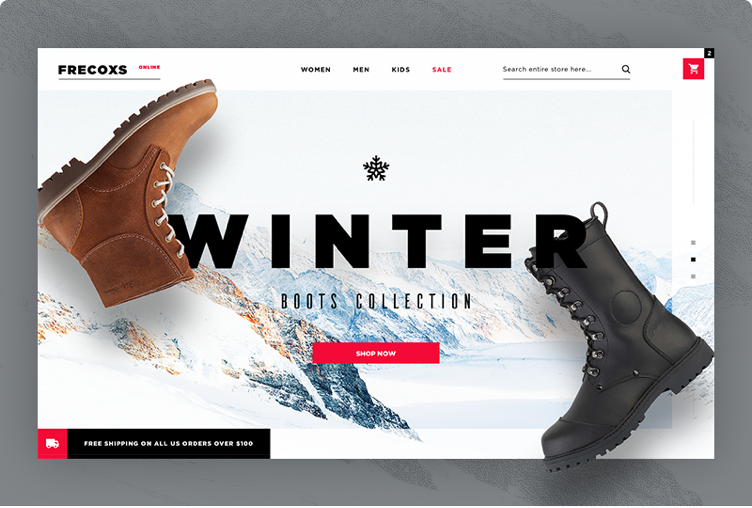 2
FRECOXS ONLINE
WOMEN MEN KIDS SALE
Search entire store here...
WINTER
BOOTS COLLECTION
SHOP NOW
FREE SHIPPING ON ALL US ORDERS OVER $100